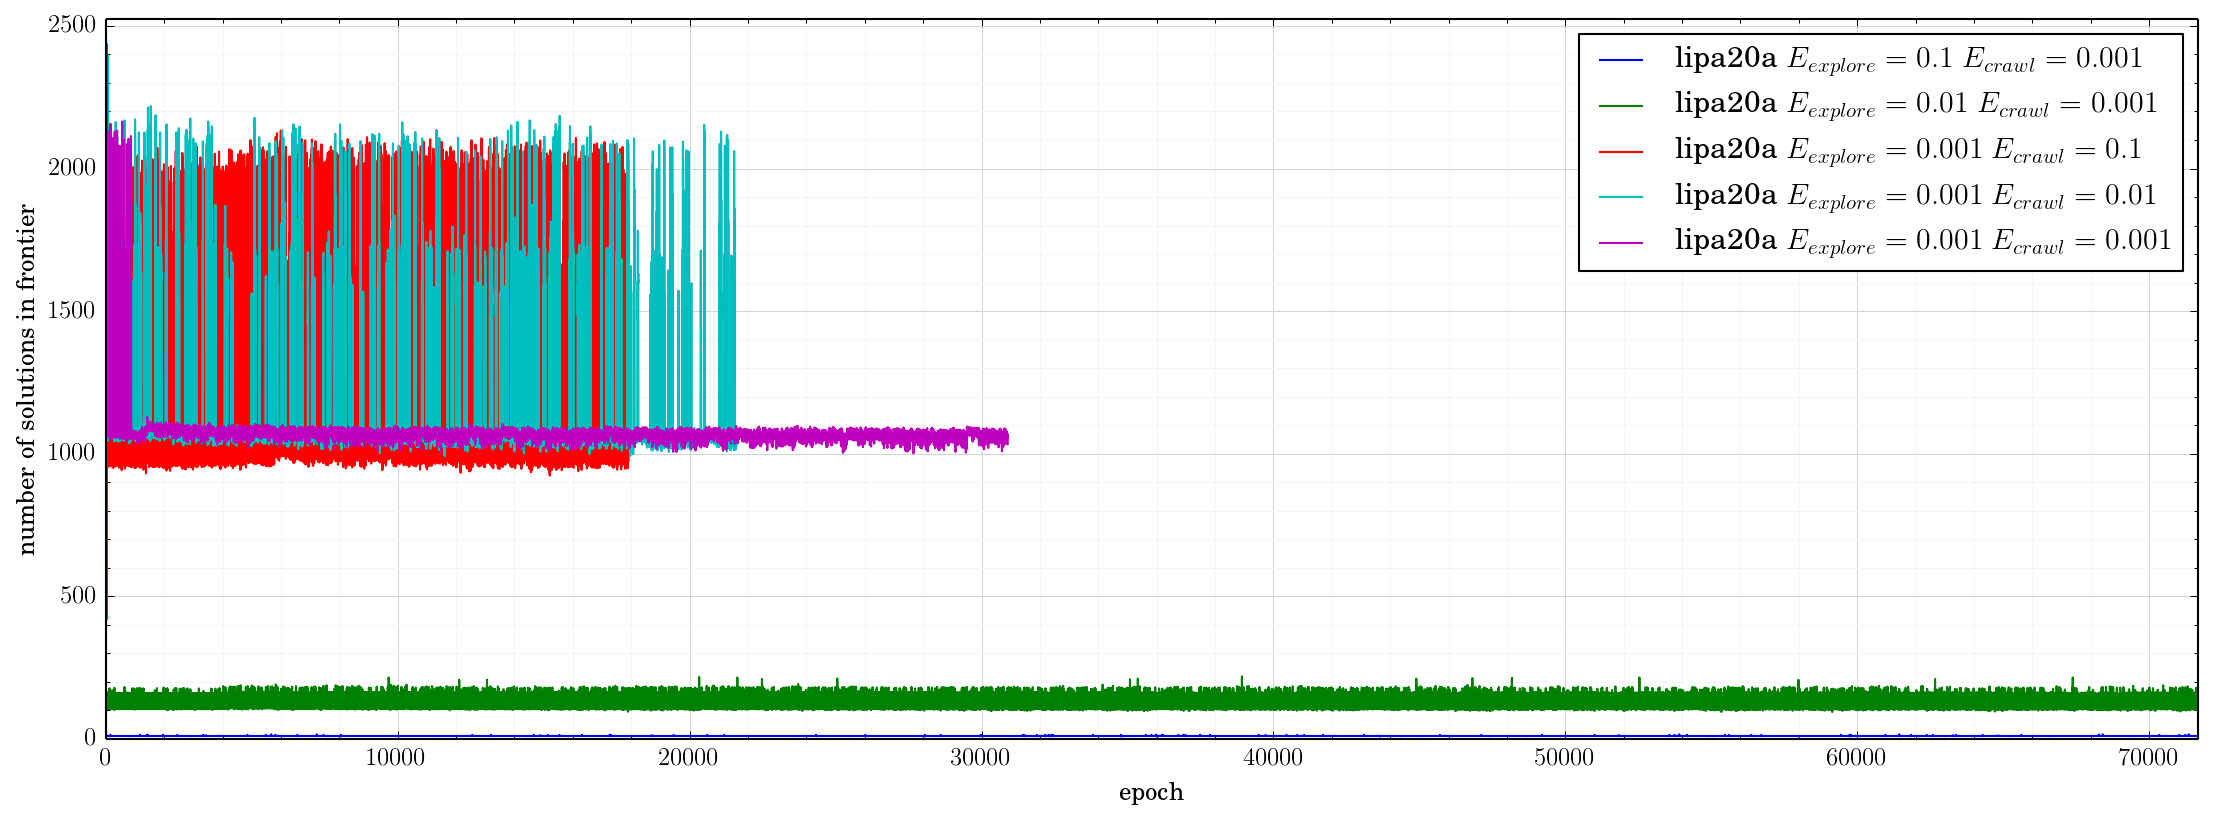 2500
2000
1500
1000
500
0
number of solutions in frontier
lipa20a E_explore = 0.1 E_crawl = 0.001
lipa20a E_explore = 0.01 E_crawl = 0.001
lipa20a E_explore = 0.001 E_crawl = 0.1
lipa20a E_explore = 0.001 E_crawl = 0.01
lipa20a E_explore = 0.001 E_crawl = 0.001
0 10000 20000 30000 40000 50000 60000 70000
epoch